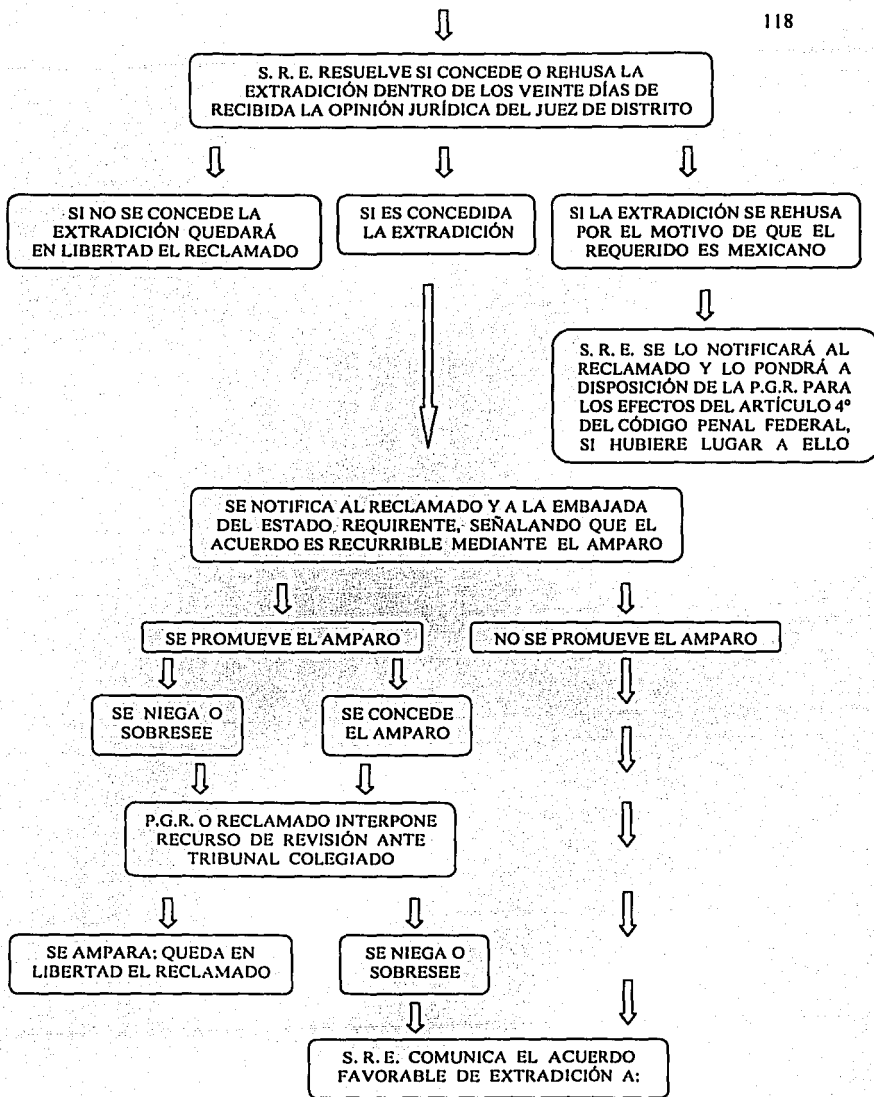 118
S. R. E. RESUELVE SI CONCEDE O REHUSA LA
EXTRADICIÓN DENTRO DE LOS VEINTE DÍAS DE
RECIBIDA LA OPINIÓN JURÍDICA DEL JUEZ DE DISTRITO
SI NO SE CONCEDE LA
EXTRADICIÓN QUEDARÁ
EN LIBERTAD EL RECLAMADO
SI ES CONCEDIDA
LA EXTRADICIÓN
SI LA EXTRADICIÓN SE REHUSA
POR EL MOTIVO DE QUE EL
REQUERIDO ES MEXICANO
S. R. E. SE LO NOTIFICARÁ AL
RECLAMADO Y LO PONDRÁ A
DISPOSICIÓN DE LA P.G.R. PARA
LOS EFECTOS DEL ARTÍCULO 4º
DEL CÓDIGO PENAL FEDERAL,
SI HUBIERE LUGAR A ELLO
SE NOTIFICA AL RECLAMADO Y A LA EMBAJADA
DEL ESTADO REQUIRENTE, SEÑALANDO QUE EL
ACUERDO ES RECURRIBLE MEDIANTE EL AMPARO
SE PROMUEVE EL AMPARO
NO SE PROMUEVE EL AMPARO
SE NIEGA O
SOBRESEE
SE CONCEDE
EL AMPARO
P.G.R. O RECLAMADO INTERPONE
RECURSO DE REVISIÓN ANTE
TRIBUNAL COLEGIADO
SE AMPARA: QUEDA EN
LIBERTAD EL RECLAMADO
SE NIEGA O
SOBRESEE
S. R. E. COMUNICA EL ACUERDO
FAVORABLE DE EXTRADICIÓN A: